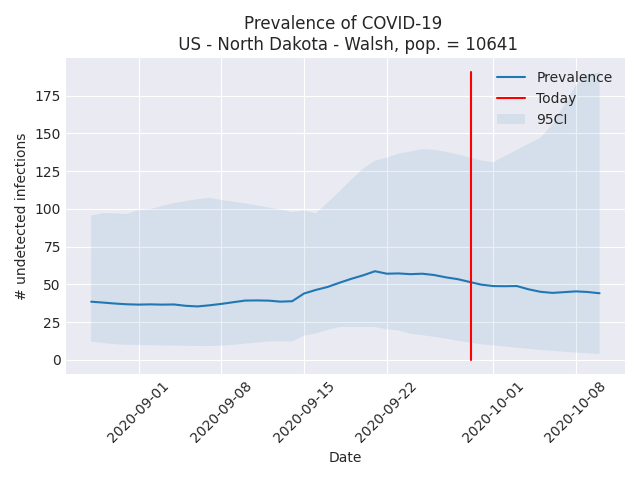 Prevalence of COVID-19
US - North Dakota - Walsh, pop. = 10641
Prevalence
Today
95CI
# undetected infections
175
150
125
100
75
50
25
0
2020-09-01
2020-09-08
2020-09-15
2020-09-22
2020-10-01
2020-10-08
Date